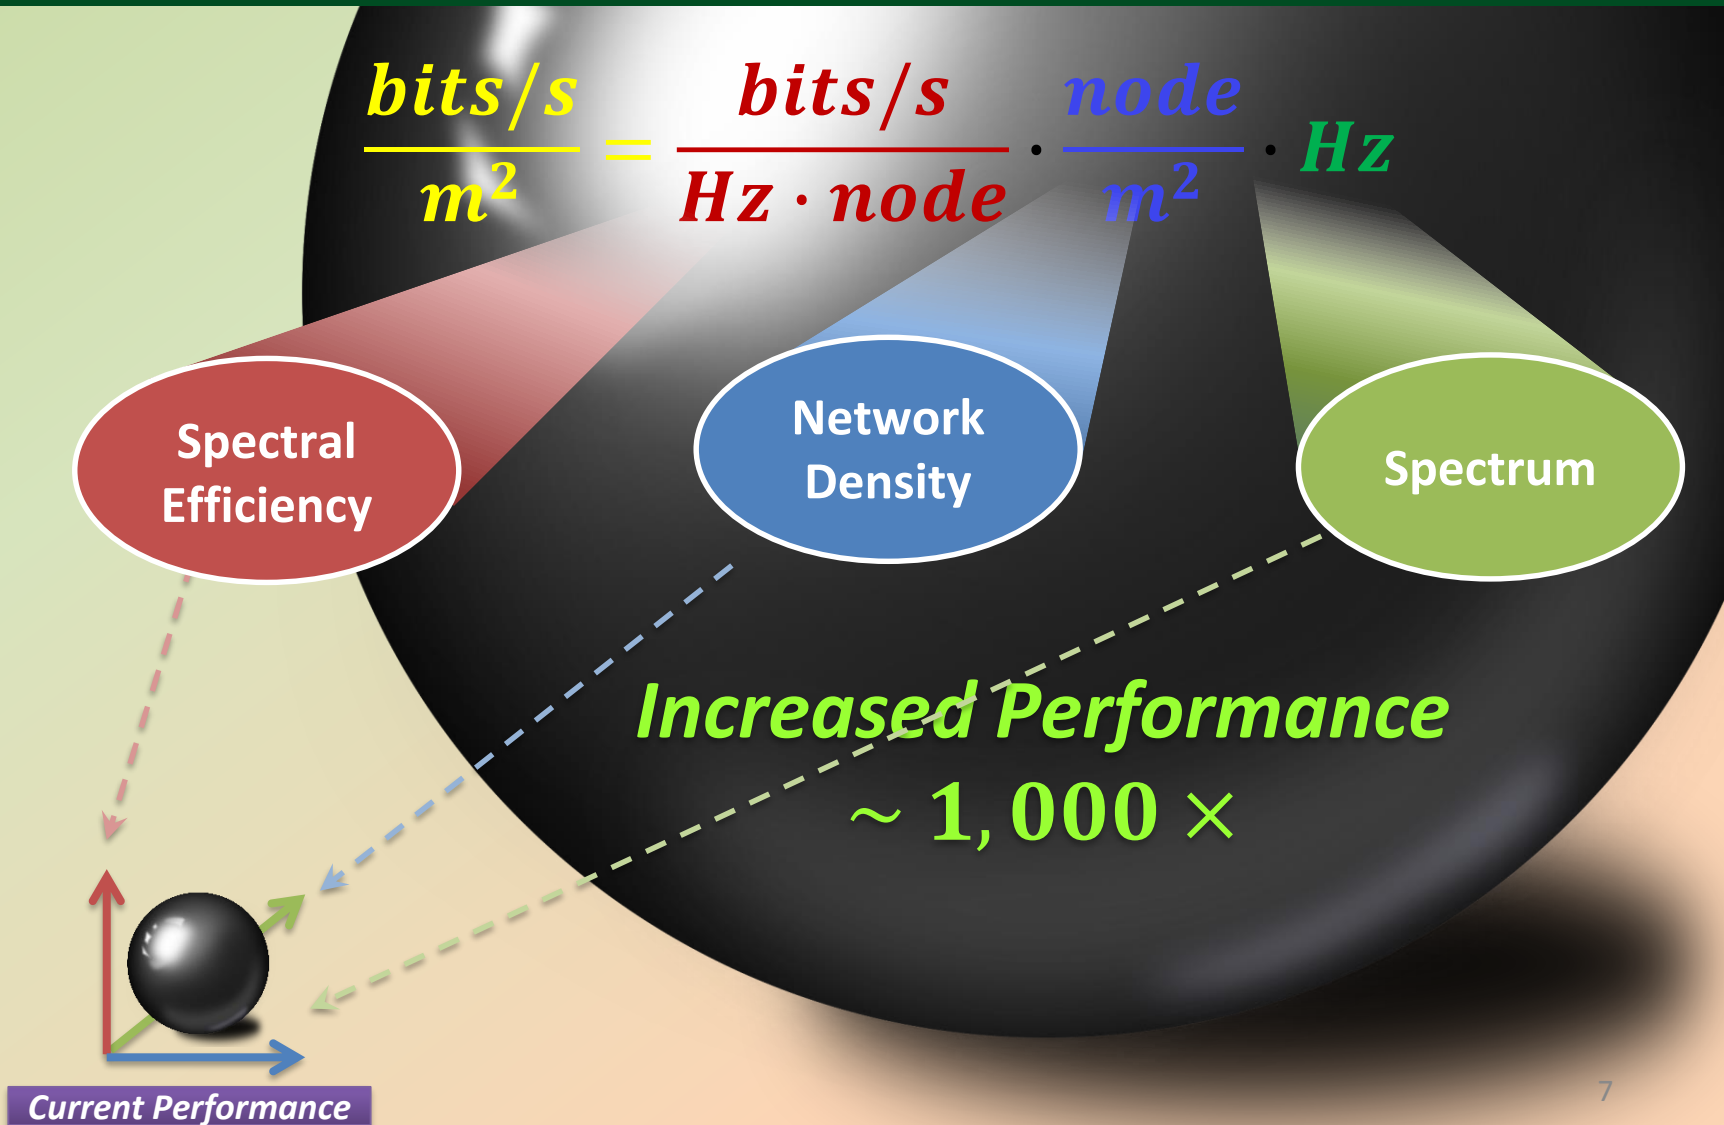 bits/s / m² = bits/s / Hz · node · node / m² · Hz
Spectral
Efficiency
Network
Density
Spectrum
Increased Performance
~ 1,000 ×
Current Performance
7